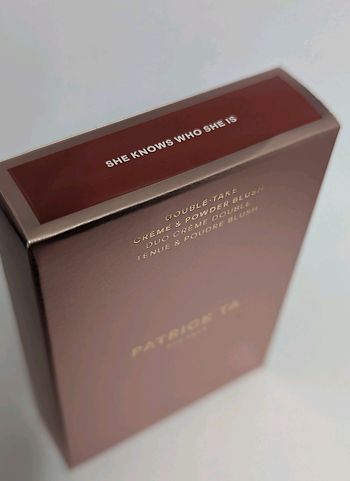 SHE KNOWS WHO SHE IS
DOUBLE-TAKE
CRÈME & POWDER BLUSH
DUO CRÈME DOUBLE
TENUE & POUDRE BLUSH
PATRICK TA